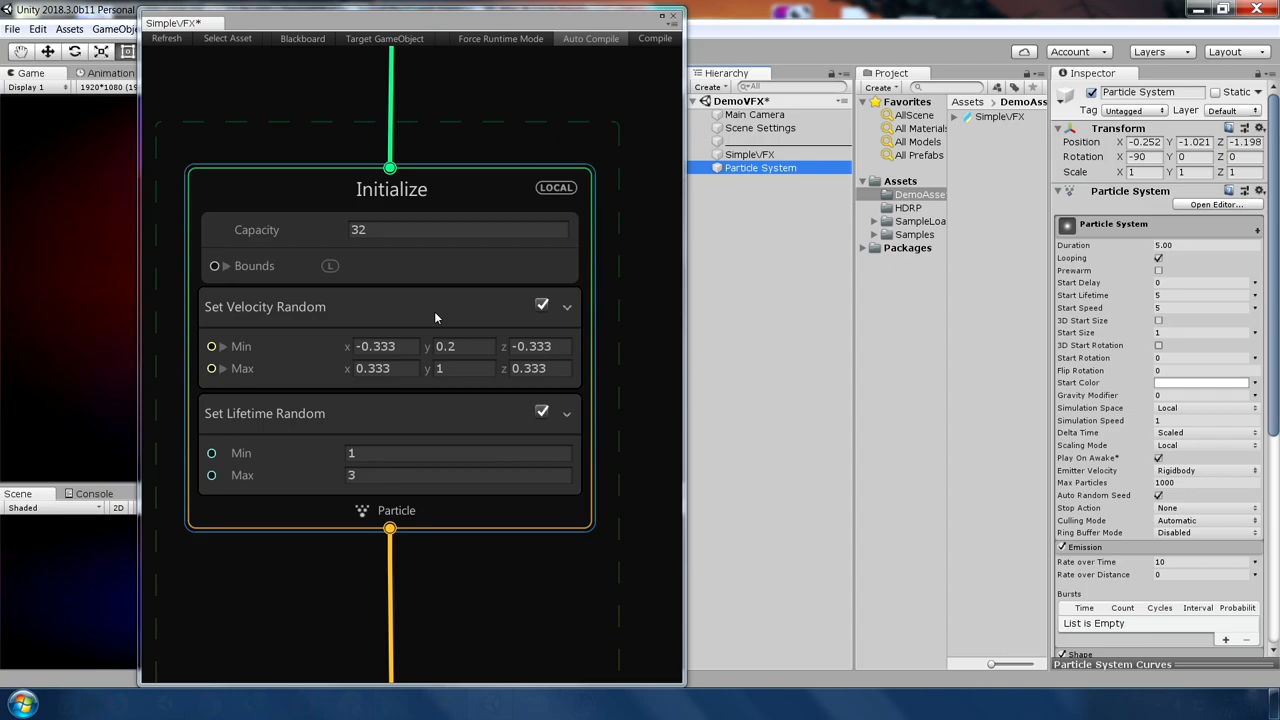 Unity 2018.3.0b11 Personal
SimpleVFX*
File Edit Assets GameObj
Refresh Select Asset Blackboard Target GameObject Force Runtime Mode Auto Compile Compile
Account Layers Layout
Game Animation
Display 1 1920*1080 (19
Initialize LOCAL
Capacity 32
Bounds L
Set Velocity Random
Min x -0.333 y 0.2 z -0.333
Max x 0.333 y 1 z 0.333
Set Lifetime Random
Min 1
Max 3
Particle
Scene Console
Shaded 2D
Hierarchy
Create All
DemoVFX*
Main Camera
Scene Settings
SimpleVFX
Particle System
Project
Create
Favorites
AllScene
All Materials
All Models
All Prefabs
Assets
DemoAsse
HDRP
SampleLoa
Samples
Packages
Assets DemoAss
SimpleVFX
Inspector
Particle System Static
Tag Untagged Layer Default
Transform
Position X -0.252 Y -1.021 Z -1.198
Rotation X -90 Y 0 Z 0
Scale X 1 Y 1 Z 1
Particle System
Open Editor...
Particle System
Duration 5.00
Looping
Prewarm
Start Delay 0
Start Lifetime 5
Start Speed 5
3D Start Size
Start Size 1
3D Start Rotation
Start Rotation 0
Flip Rotation 0
Start Color
Gravity Modifier 0
Simulation Space Local
Simulation Speed 1
Delta Time Scaled
Scaling Mode Local
Play On Awake*
Emitter Velocity Rigidbody
Max Particles 1000
Auto Random Seed
Stop Action None
Culling Mode Automatic
Ring Buffer Mode Disabled
Emission
Rate over Time 10
Rate over Distance 0
Bursts
Time Count Cycles Interval Probabilit
List is Empty
Shape
Particle System Curves